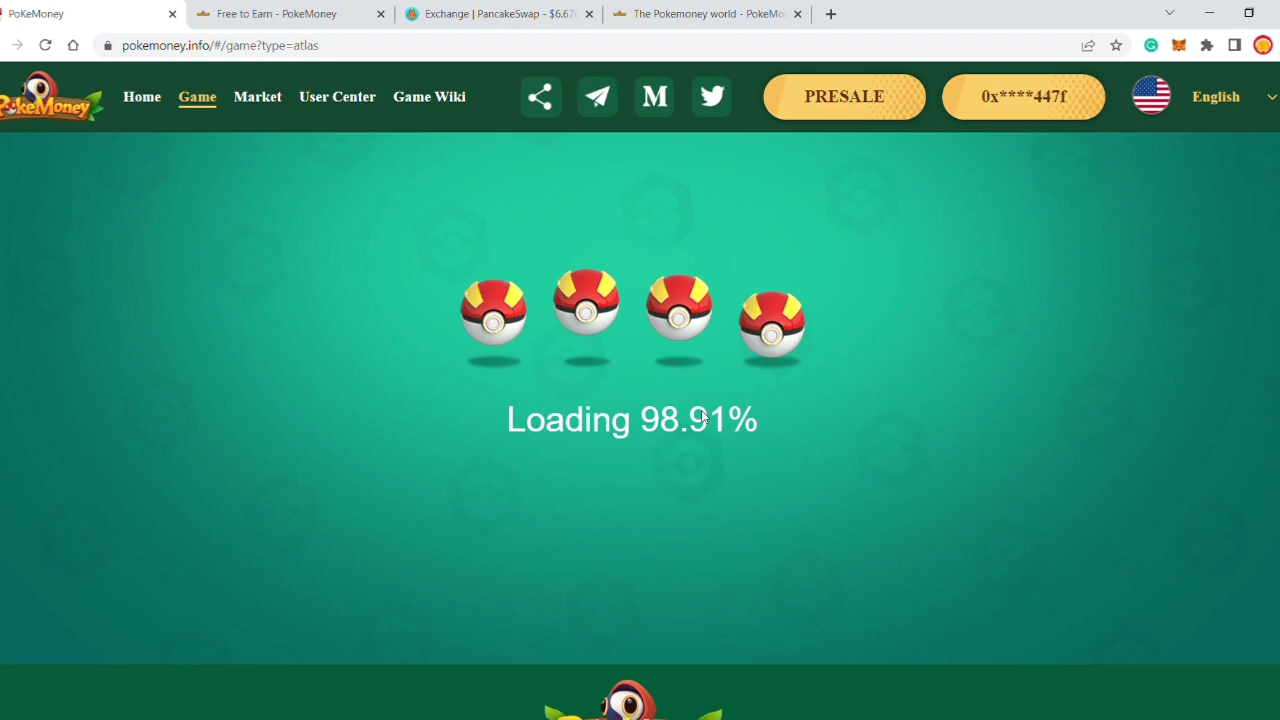 PoKeMoney
Free to Earn - PokeMoney
Exchange | PancakeSwap - $6.676
The Pokemoney world - PokeMo
pokemoney.info/#/game?type=atlas
PokeMoney
Home
Game
Market
User Center
Game Wiki
M
PRESALE
0x****447f
English
Loading 98.91%